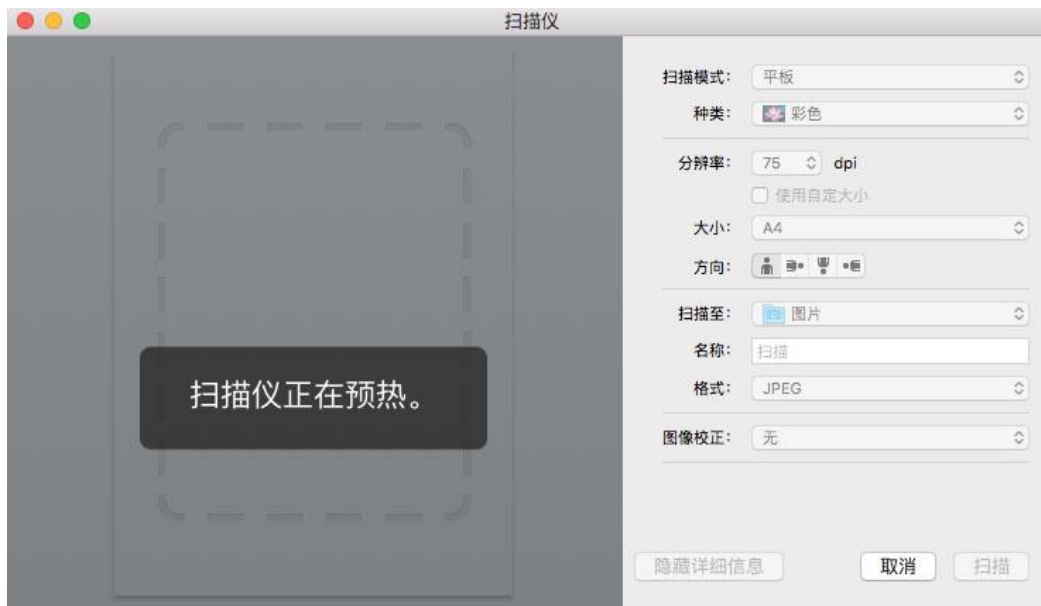 扫描仪
扫描模式： 平板
种类： 彩色
分辨率： 75 dpi
使用自定大小
大小： A4
方向：
扫描至： 图片
名称： 扫描
格式： JPEG
图像校正： 无
扫描仪正在预热。
隐藏详细信息 取消 扫描